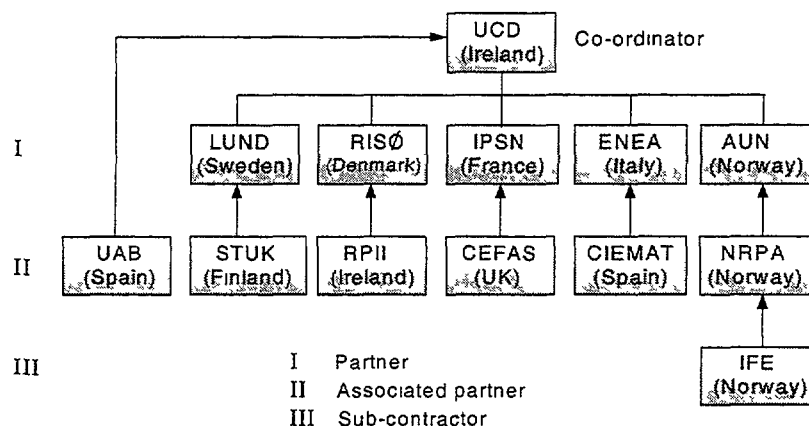 UCD
(Ireland)
Co-ordinator
I
LUND
(Sweden)
RISØ
(Denmark)
IPSN
(France)
ENEA
(Italy)
AUN
(Norway)
II
UAB
(Spain)
STUK
(Finland)
RPII
(Ireland)
CEFAS
(UK)
CIEMAT
(Spain)
NRPA
(Norway)
III
IFE
(Norway)
I Partner
II Associated partner
III Sub-contractor